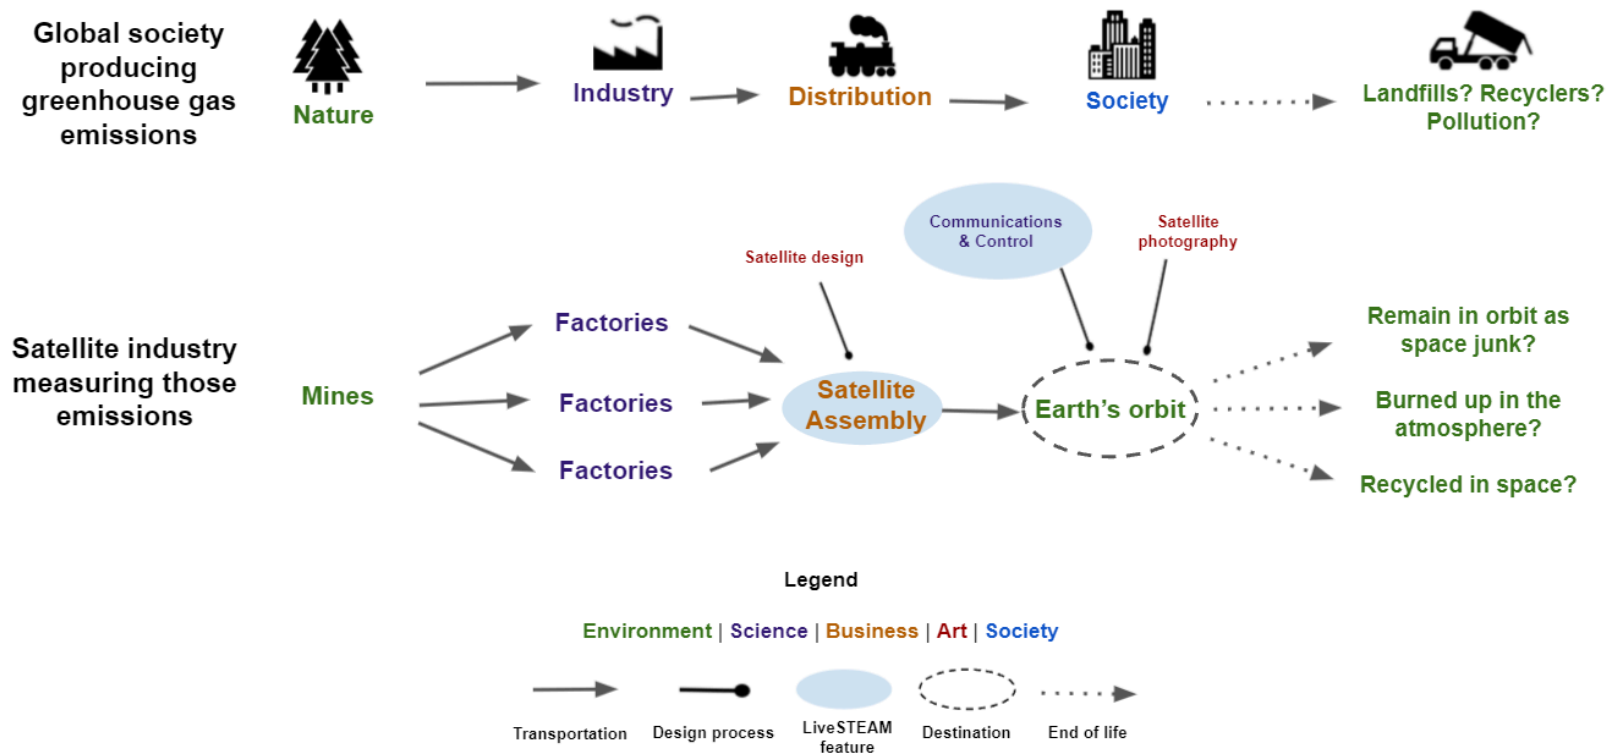 Global society
producing
greenhouse gas
emissions
Nature
Industry
Distribution
Society
Landfills? Recyclers?
Pollution?
Communications
& Control
Satellite
photography
Satellite design
Satellite industry
measuring those
emissions
Mines
Factories
Factories
Factories
Satellite
Assembly
Earth's orbit
Remain in orbit as
space junk?
Burned up in the
atmosphere?
Recycled in space?
Legend
Environment | Science | Business | Art | Society
Transportation
Design process
LiveSTEAM
feature
Destination
End of life